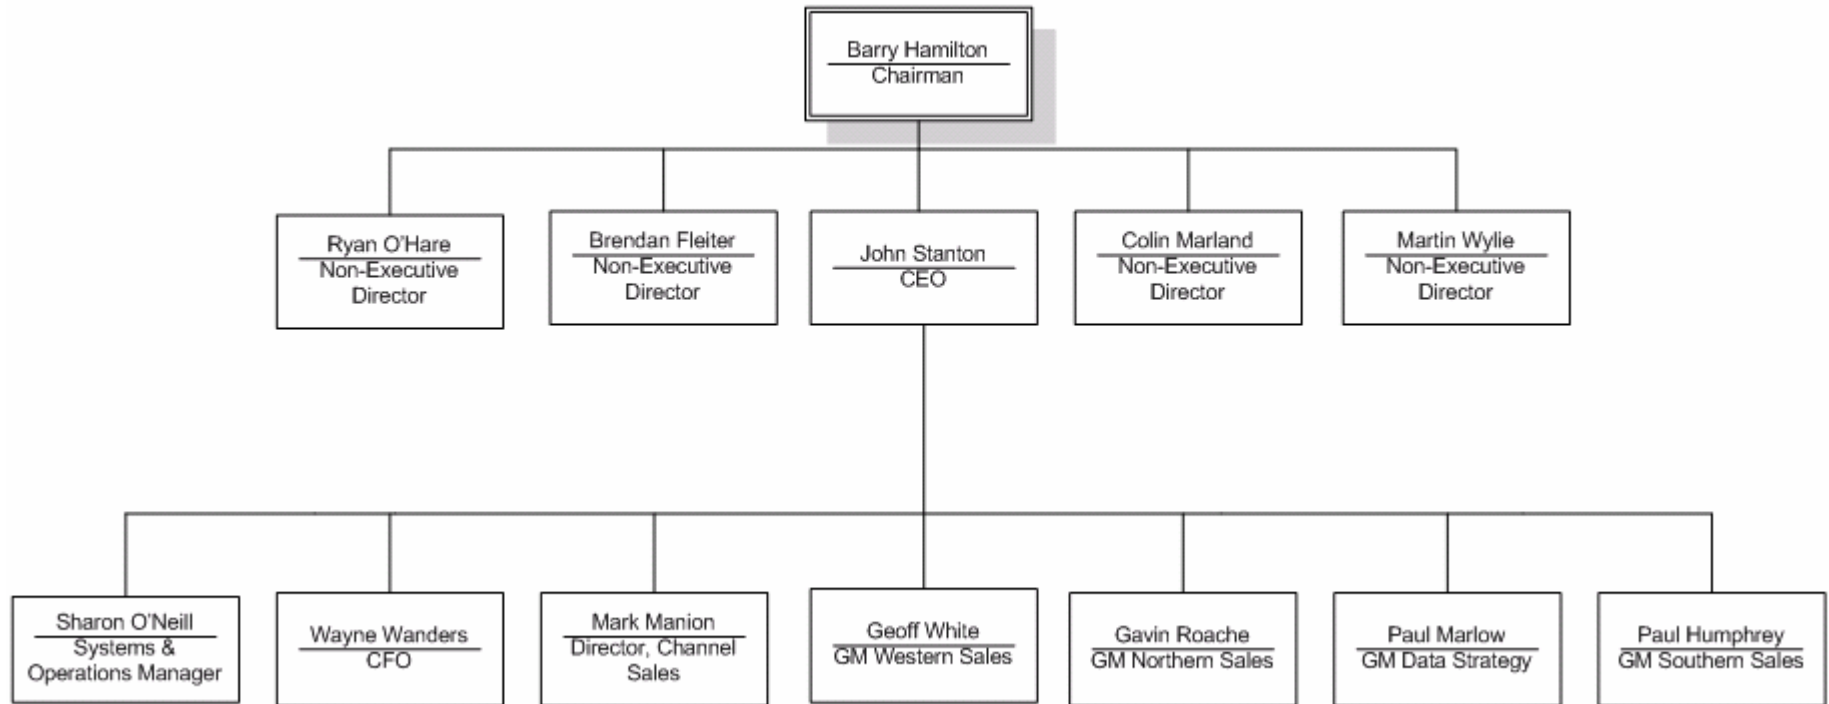 Barry Hamilton
Chairman
Ryan O'Hare
Non-Executive
Director
Brendan Fleiter
Non-Executive
Director
John Stanton
CEO
Colin Marland
Non-Executive
Director
Martin Wylie
Non-Executive
Director
Sharon O'Neill
Systems &
Operations Manager
Wayne Wanders
CFO
Mark Manion
Director, Channel
Sales
Geoff White
GM Western Sales
Gavin Roache
GM Northern Sales
Paul Marlow
GM Data Strategy
Paul Humphrey
GM Southern Sales